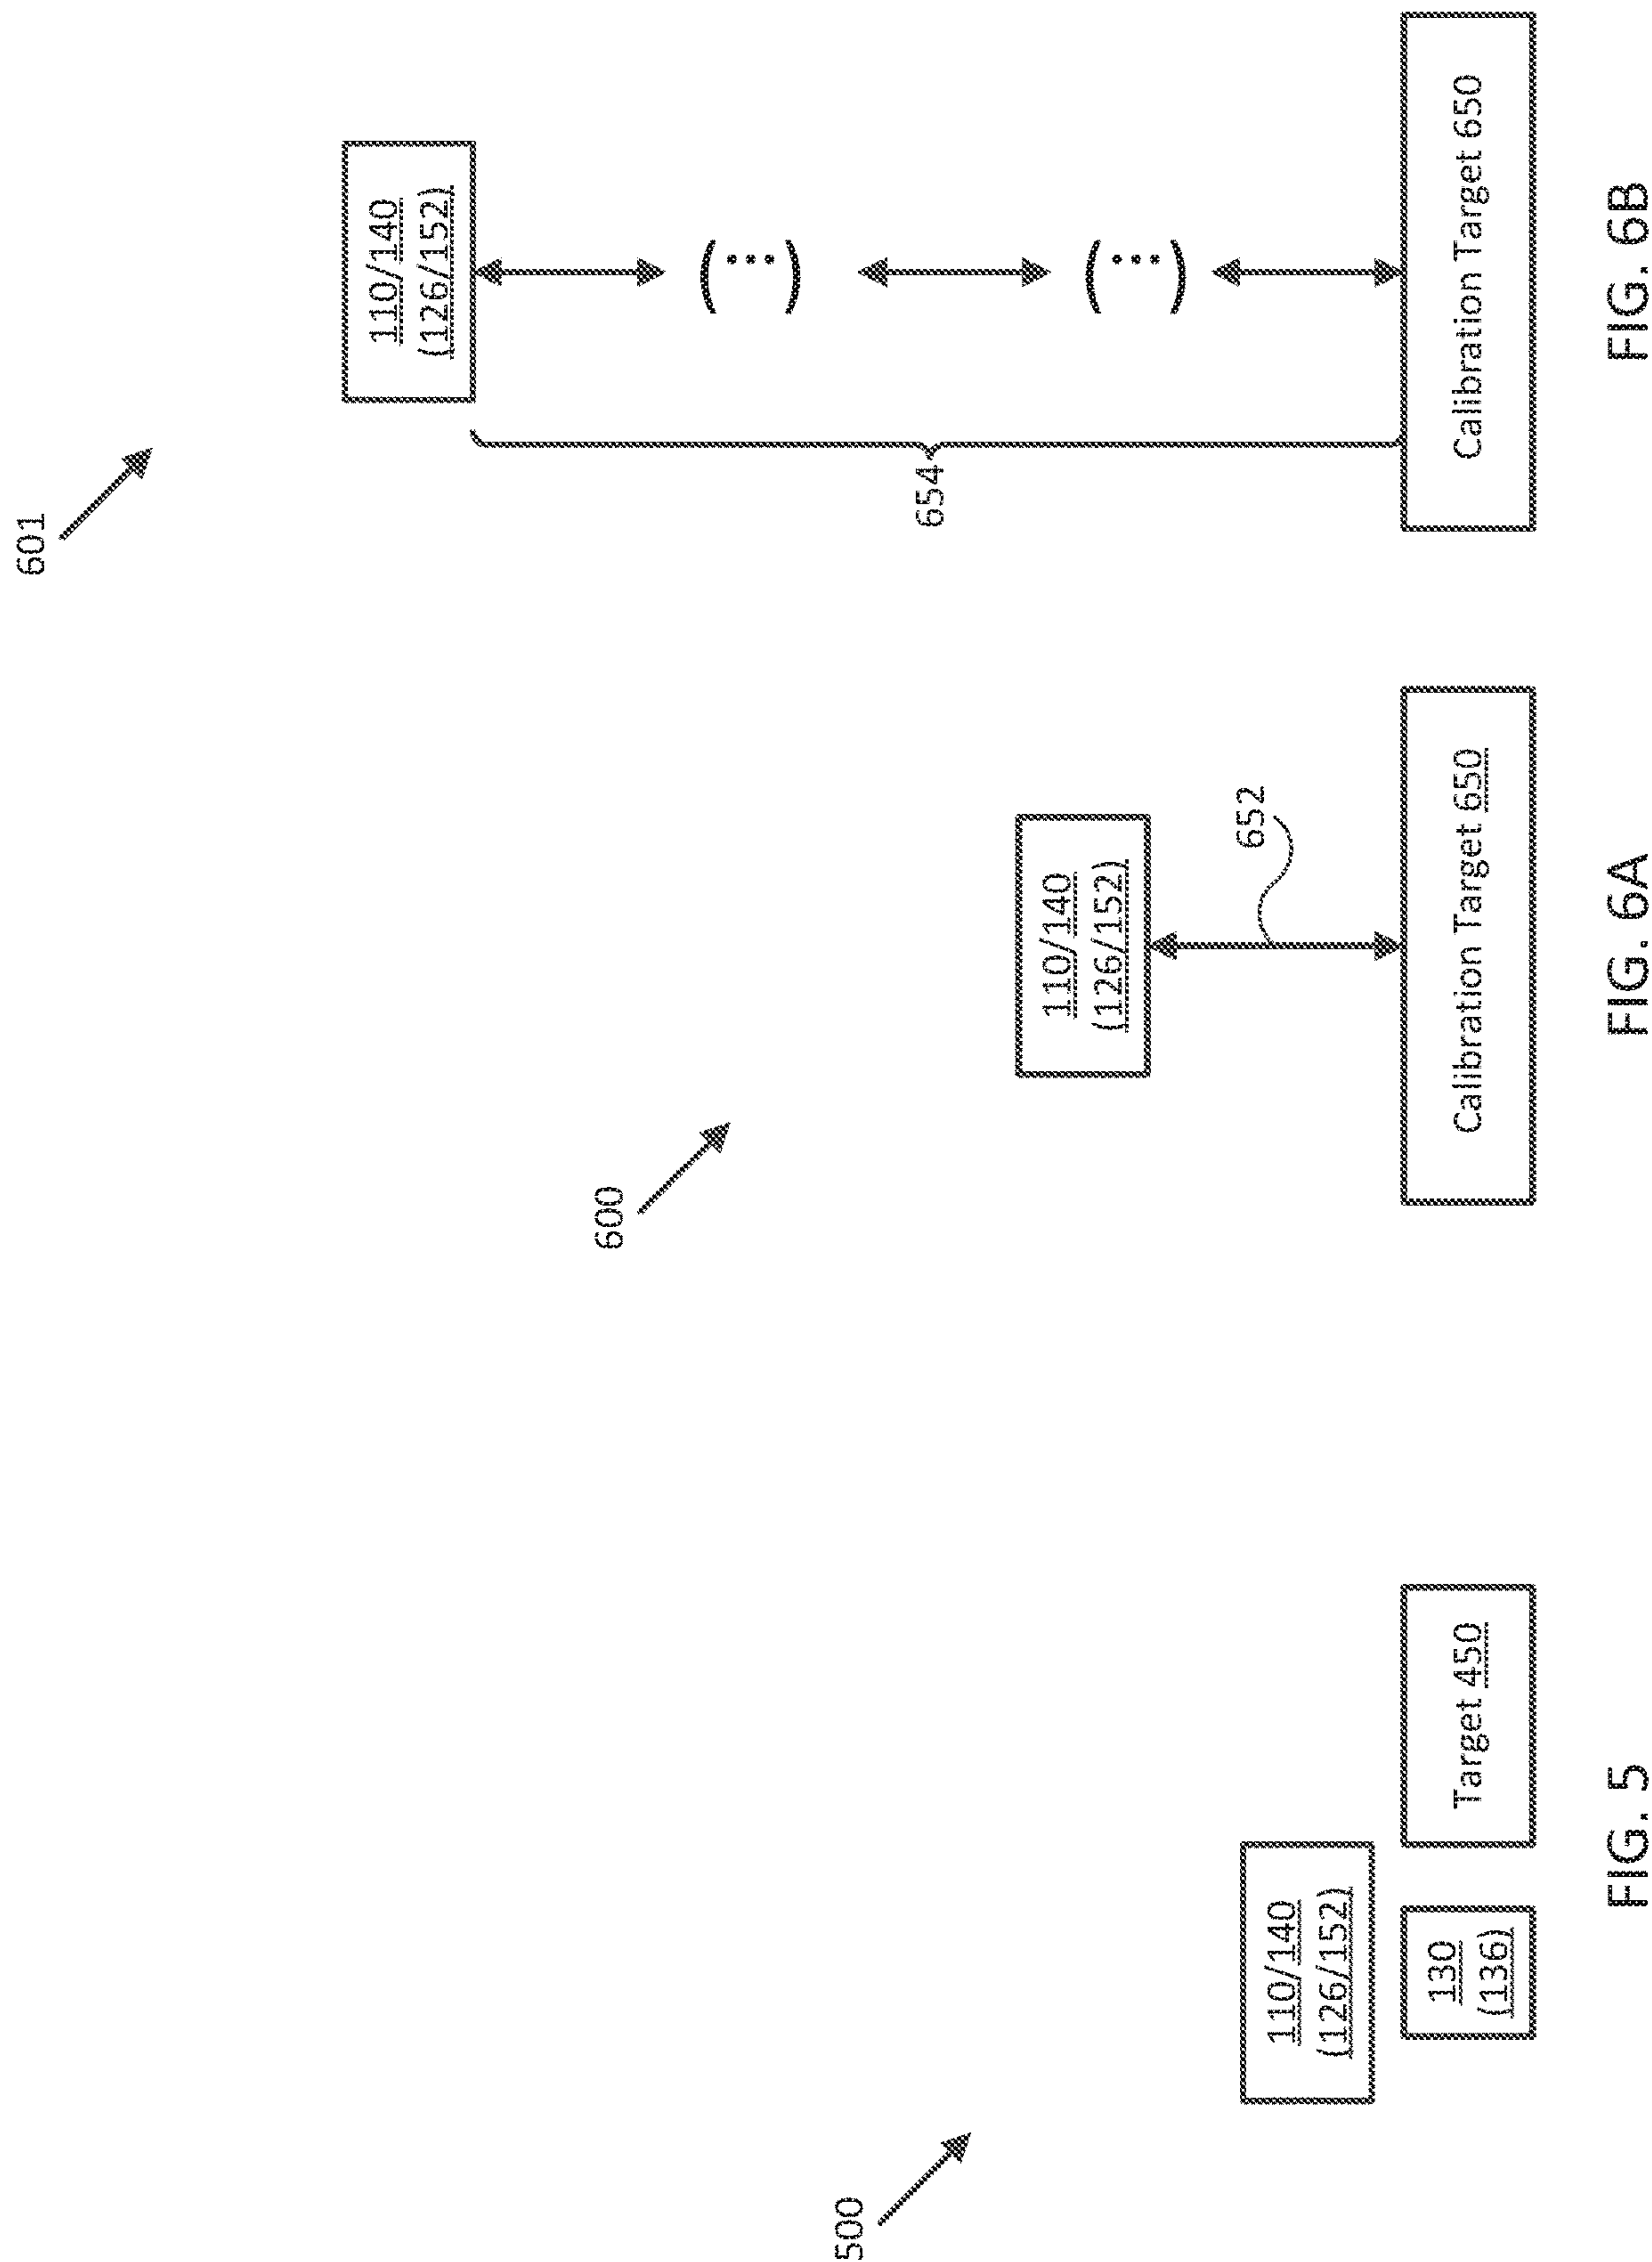 500
110/140
(126/152)
130
(136)
Target 450
FIG. 5
600
110/140
(126/152)
652
Calibration Target 650
FIG. 6A
601
110/140
(126/152)
(...)
(...)
654
Calibration Target 650
FIG. 6B